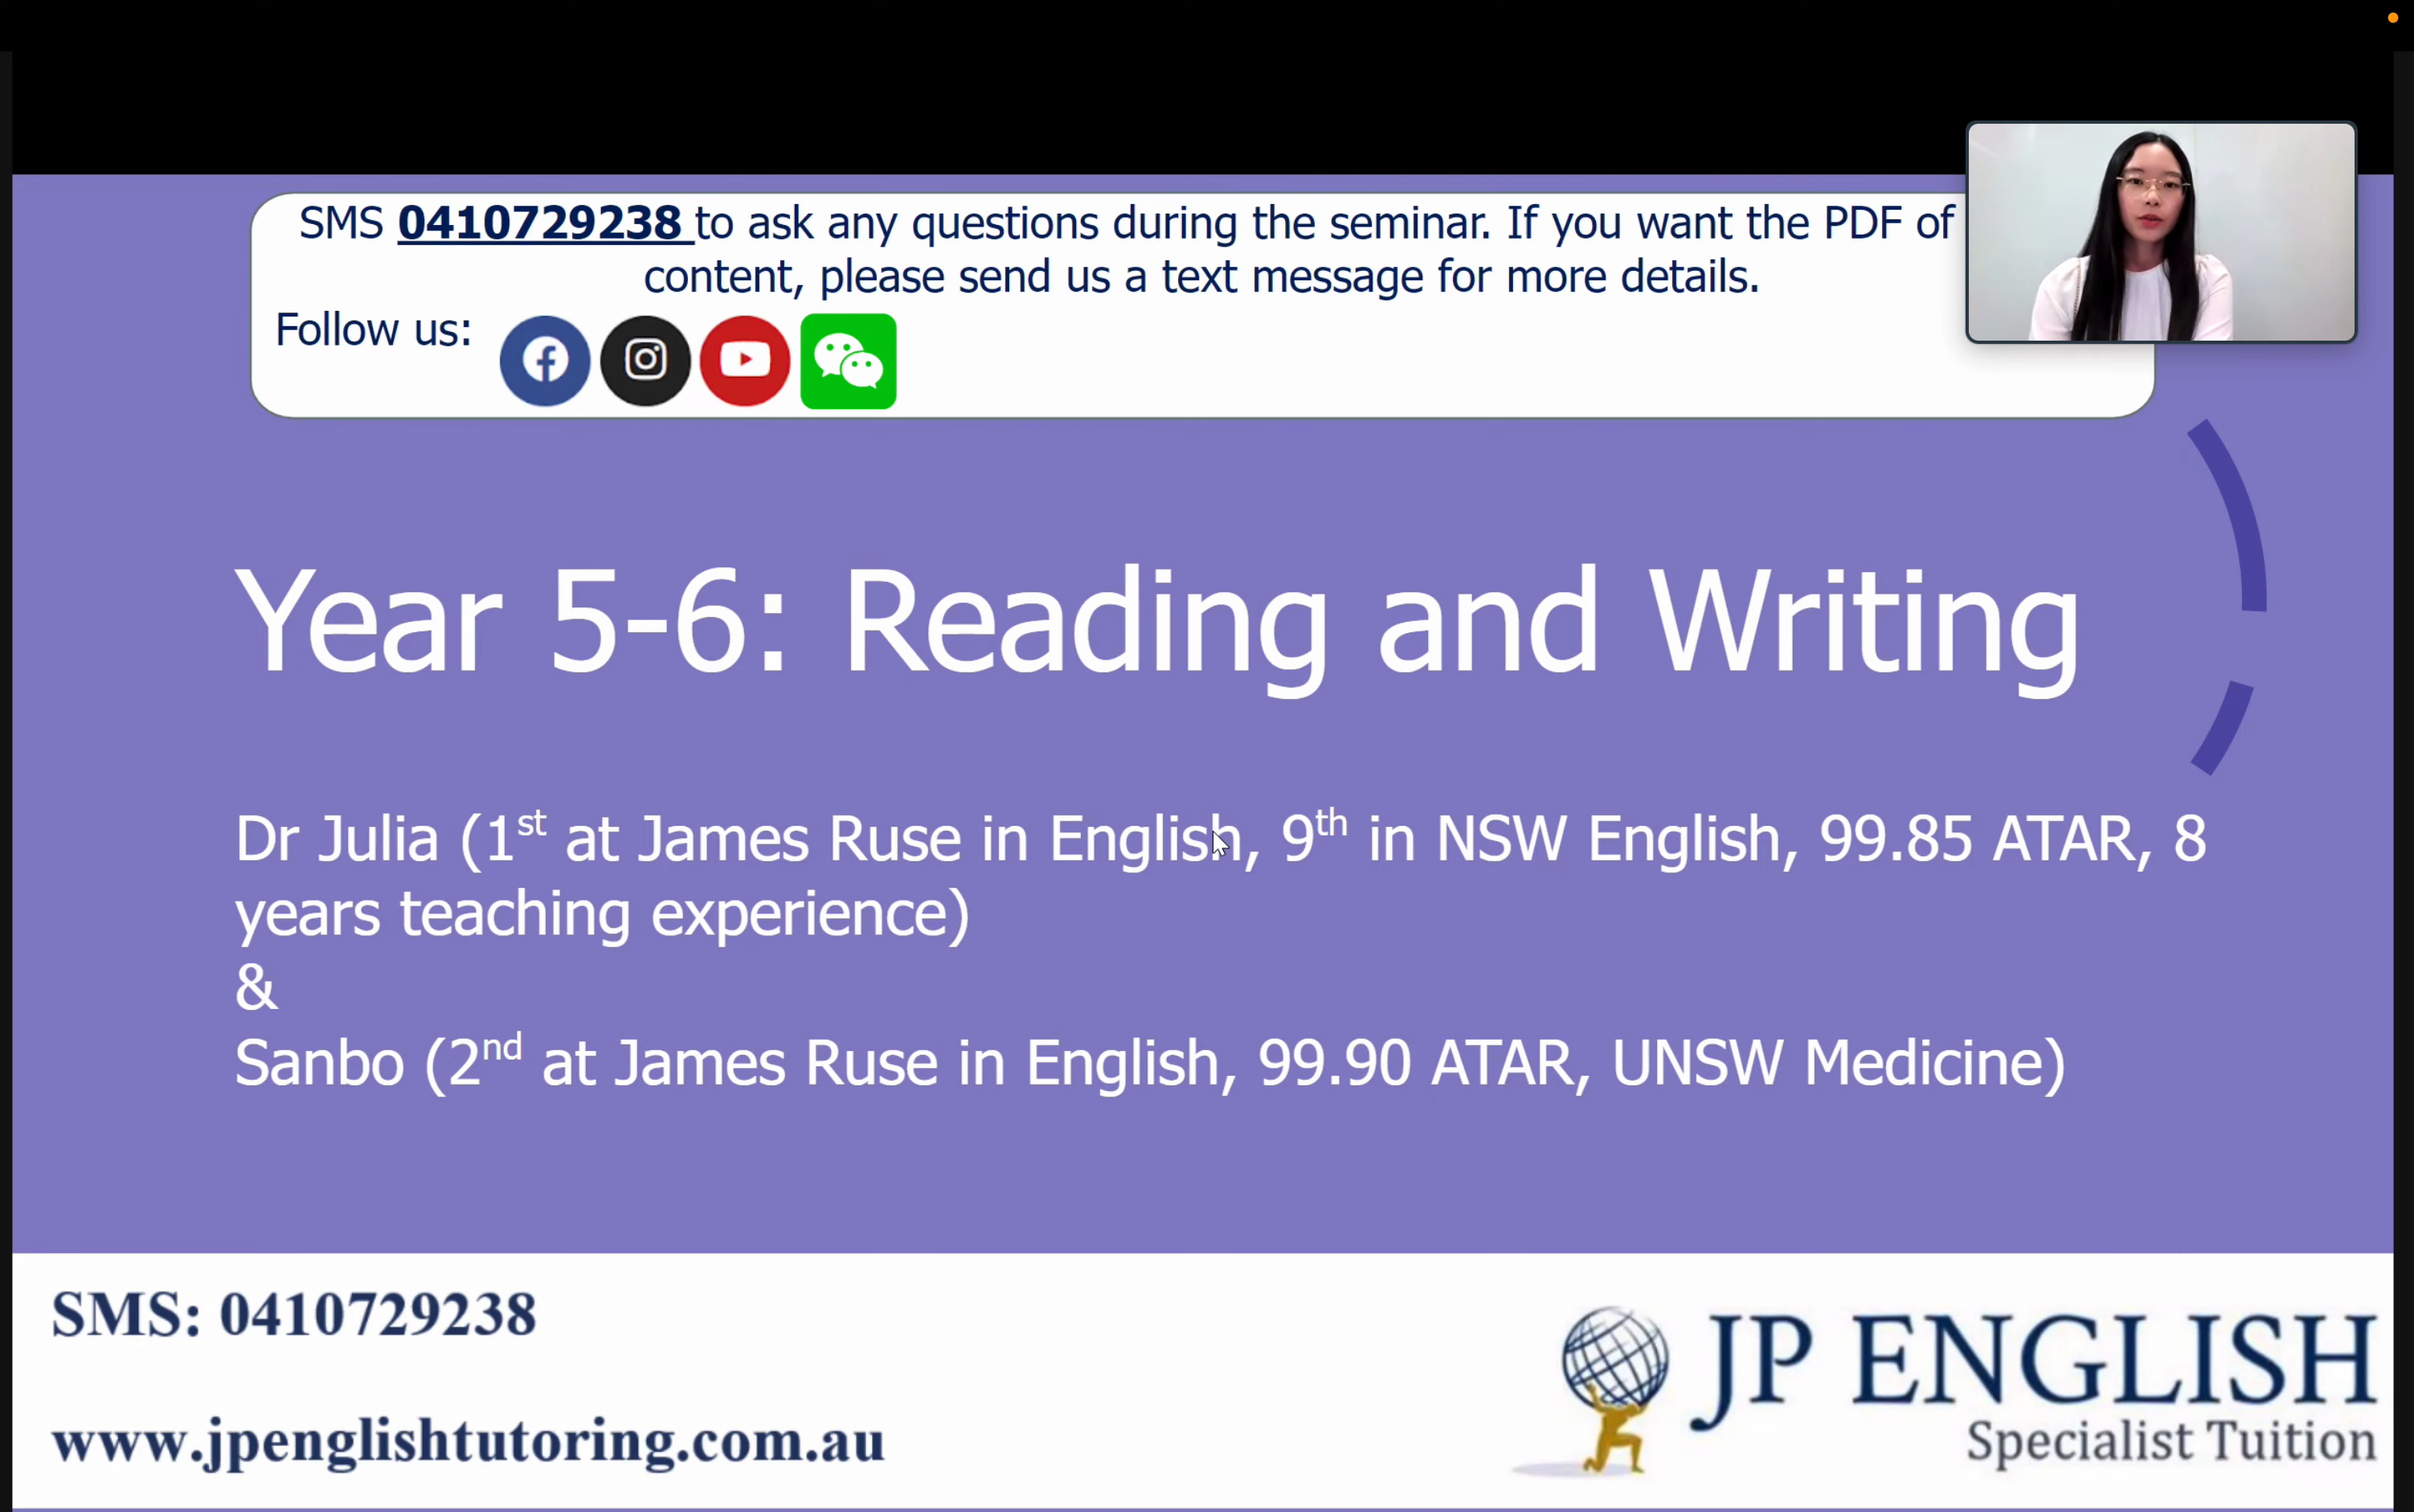 SMS 0410729238 to ask any questions during the seminar. If you want the PDF of
content, please send us a text message for more details.
Follow us:
Year 5-6: Reading and Writing
Dr Julia (1st at James Ruse in English, 9th in NSW English, 99.85 ATAR, 8
years teaching experience)
&
Sanbo (2nd at James Ruse in English, 99.90 ATAR, UNSW Medicine)
SMS: 0410729238
www.jpenglishtutoring.com.au
JP ENGLISH
Specialist Tuition